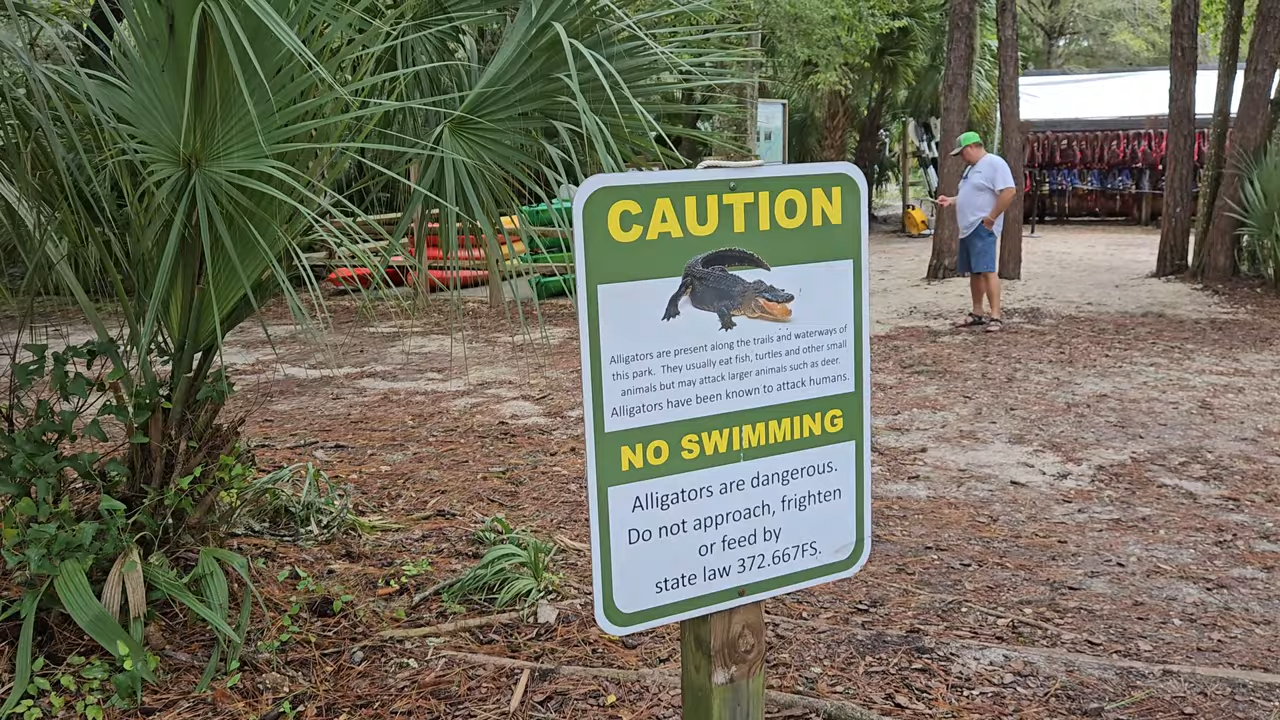 CAUTION
Alligators are present along the trails and waterways of
this park. They usually eat fish, turtles and other small
animals but may attack larger animals such as deer.
Alligators have been known to attack humans.
NO SWIMMING
Alligators are dangerous.
Do not approach, frighten
or feed by
state law 372.667FS.